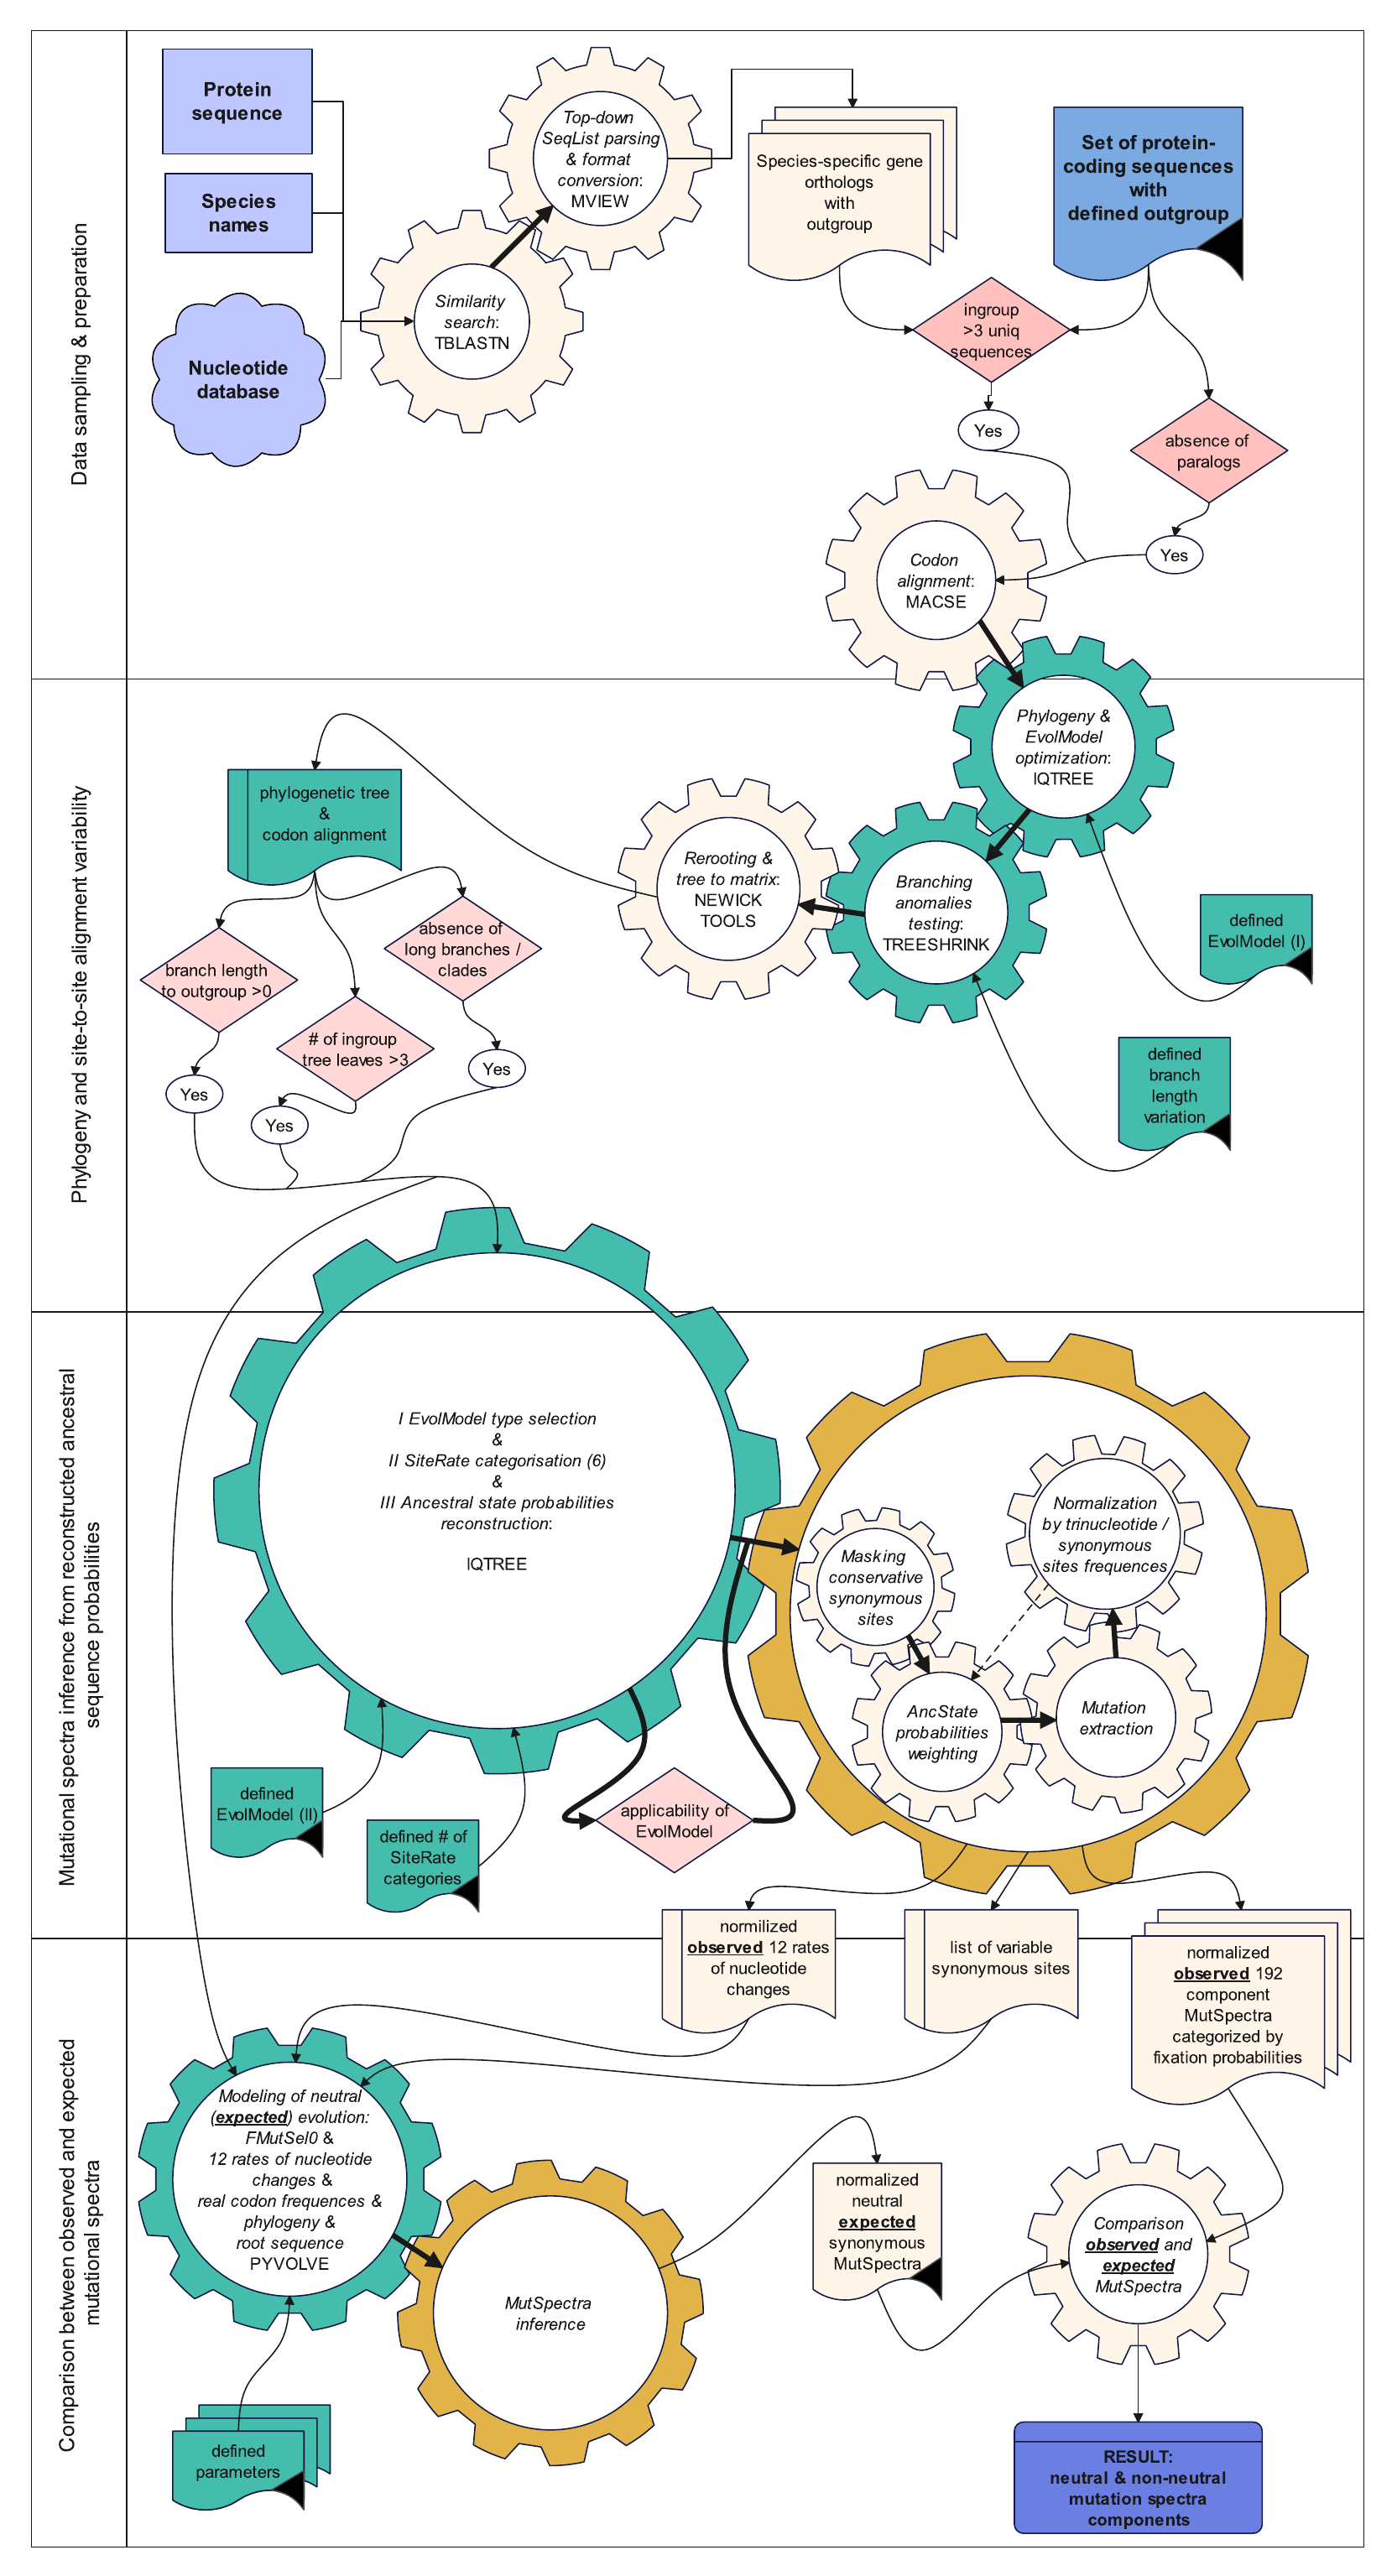 Data sampling & preparation
Protein
sequence
Species
names
Nucleotide
database
Similarity
search:
TBLASTN
Top-down
SeqList parsing
& format
conversion:
MVIEW
Species-specific gene
orthologs
with
outgroup
Set of protein-
coding sequences
with
defined outgroup
ingroup
>3 uniq
sequences
Yes
absence of
paralogs
Yes
Codon
alignment:
MACSE
Phylogeny and site-to-site alignment variability
Phylogeny &
EvolModel
optimization:
IQTREE
Branching
anomalies
testing:
TREESHRINK
Rerooting &
tree to matrix:
NEWICK
TOOLS
defined
EvolModel (I)
defined
branch
length
variation
phylogenetic tree
&
codon alignment
branch length
to outgroup >0
# of ingroup
tree leaves >3
absence of
long branches /
clades
Yes
Yes
Yes
Mutational spectra inference from reconstructed ancestral
sequence probabilities
I EvolModel type selection
&
II SiteRate categorisation (6)
&
III Ancestral state probabilities
reconstruction:
IQTREE
defined
EvolModel (II)
defined # of
SiteRate
categories
applicability of
EvolModel
Masking
conservative
synonymous
sites
AncState
probabilities
weighting
Mutation
extraction
Normalization
by trinucleotide /
synonymous
sites frequences
normilized
observed 12 rates
of nucleotide
changes
list of variable
synonymous sites
normalized
observed 192
component
MutSpectra
categorized by
fixation probabilities
Comparison between observed and expected
mutational spectra
Modeling of neutral
(expected) evolution:
FMutSel0 &
12 rates of nucleotide
changes &
real codon frequences &
phylogeny &
root sequence
PYVOLVE
defined
parameters
MutSpectra
inference
normalized
neutral
expected
synonymous
MutSpectra
Comparison
observed and
expected
MutSpectra
RESULT:
neutral & non-neutral
mutation spectra
components